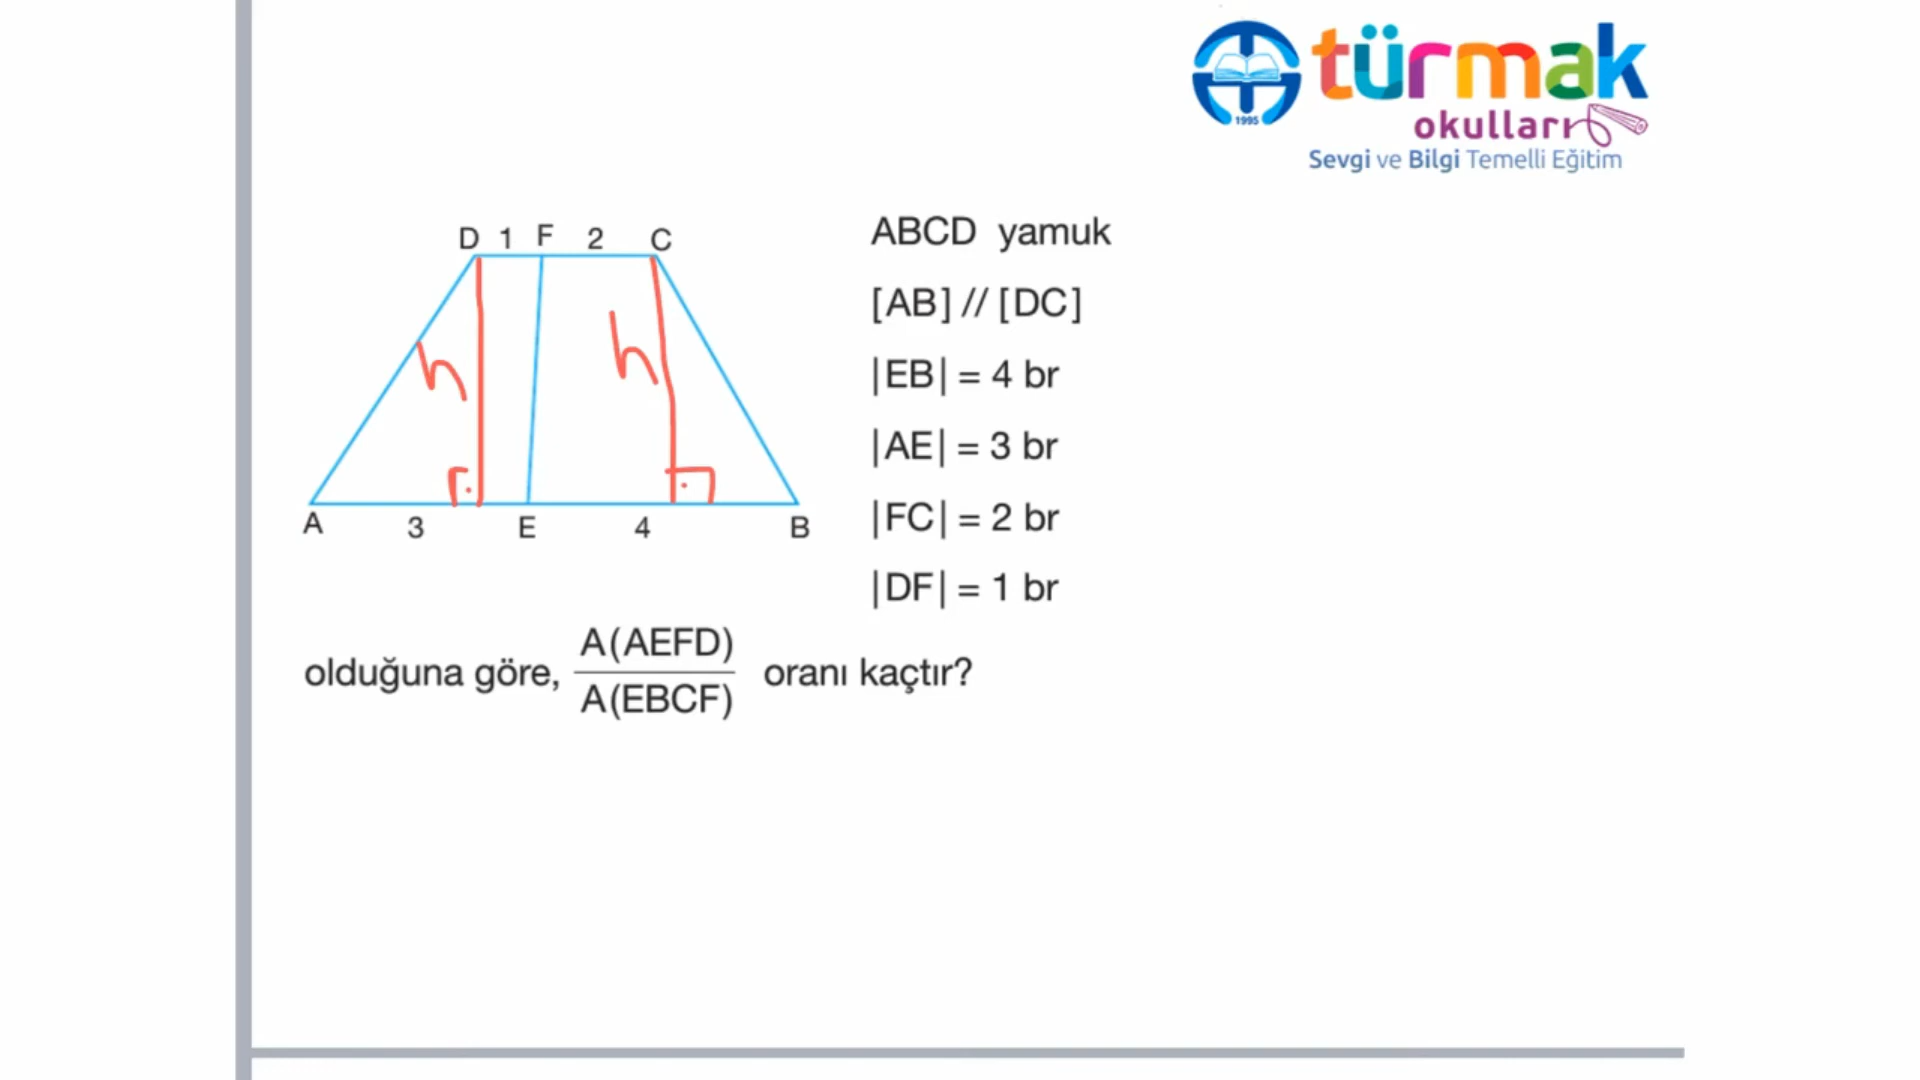 türmak
okulları
1995
Sevgi ve Bilgi Temelli Eğitim
D 1 F 2 C
h h
A 3 E 4 B
ABCD yamuk
[AB] // [DC]
|EB| = 4 br
|AE| = 3 br
|FC| = 2 br
|DF| = 1 br
olduğuna göre, A(AEFD) / A(EBCF) oranı kaçtır?